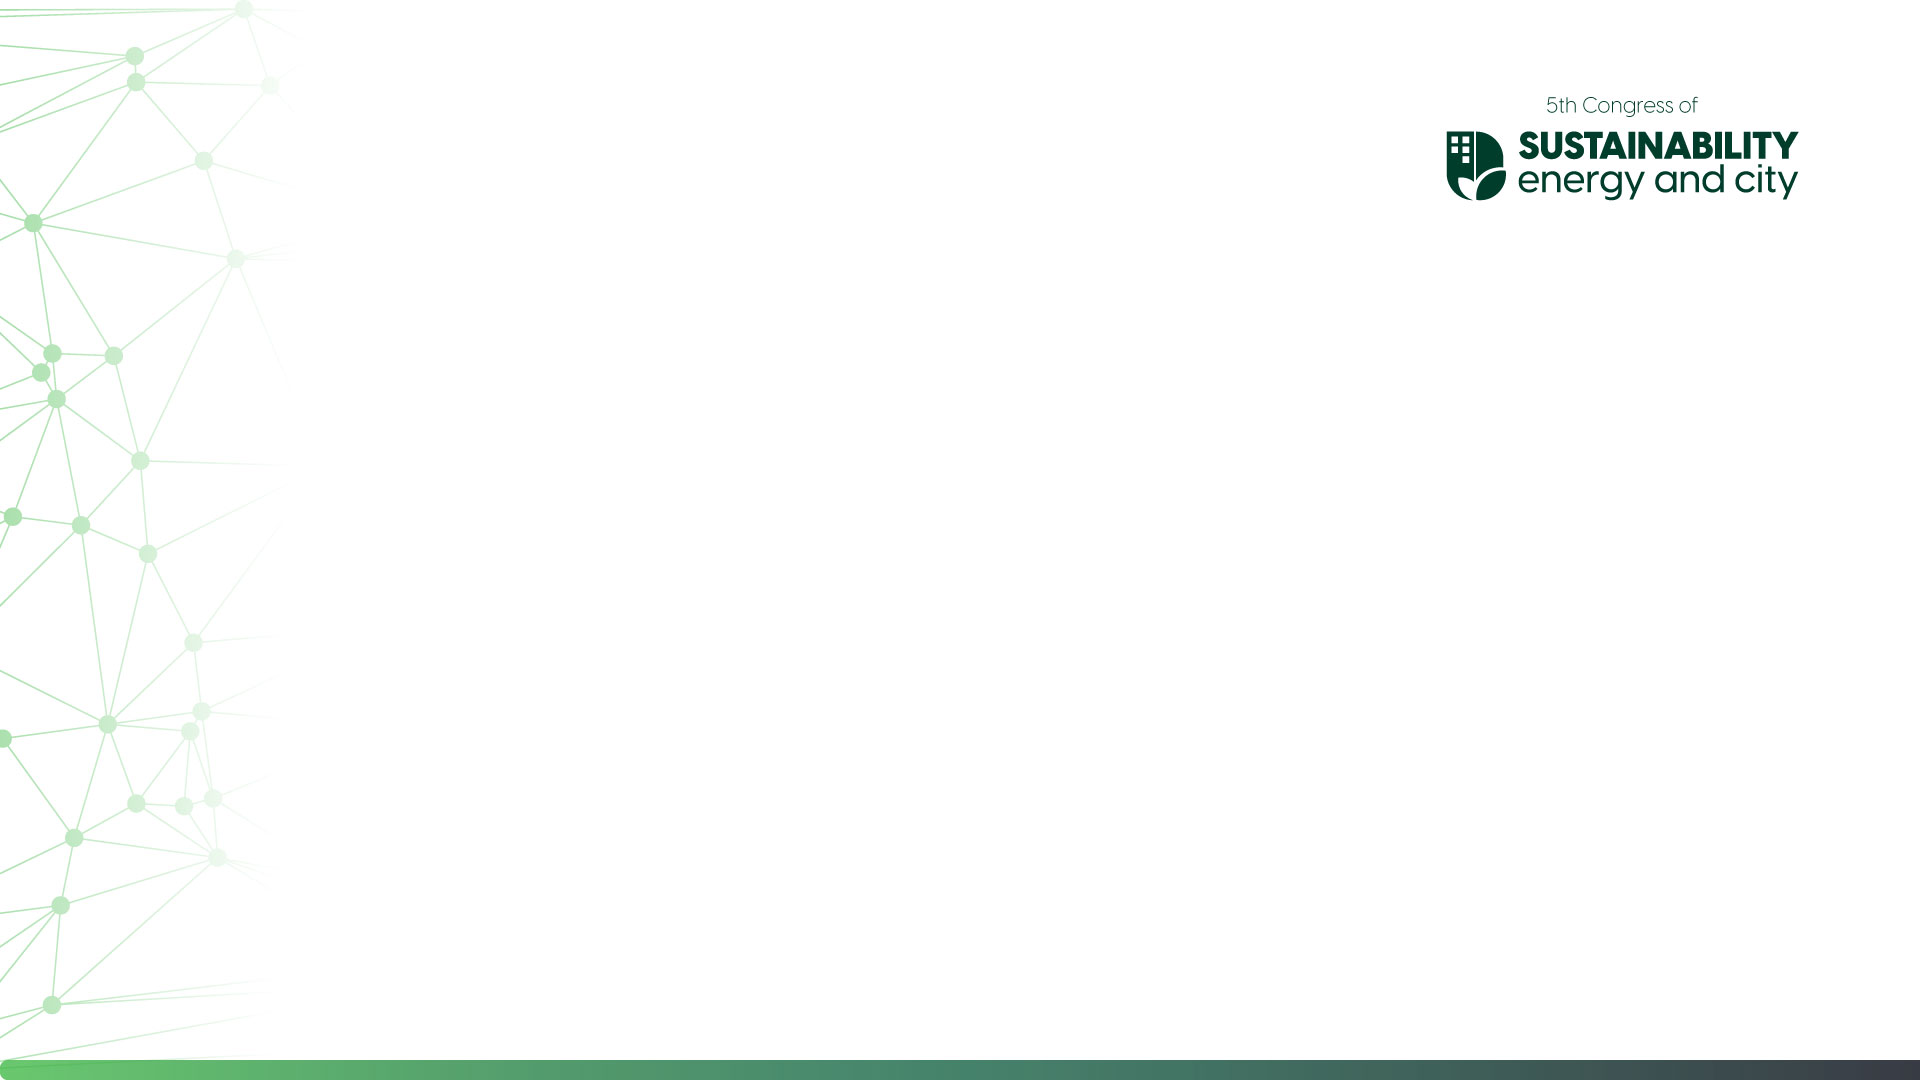 5th Congress of
SUSTAINABILITY
energy and city